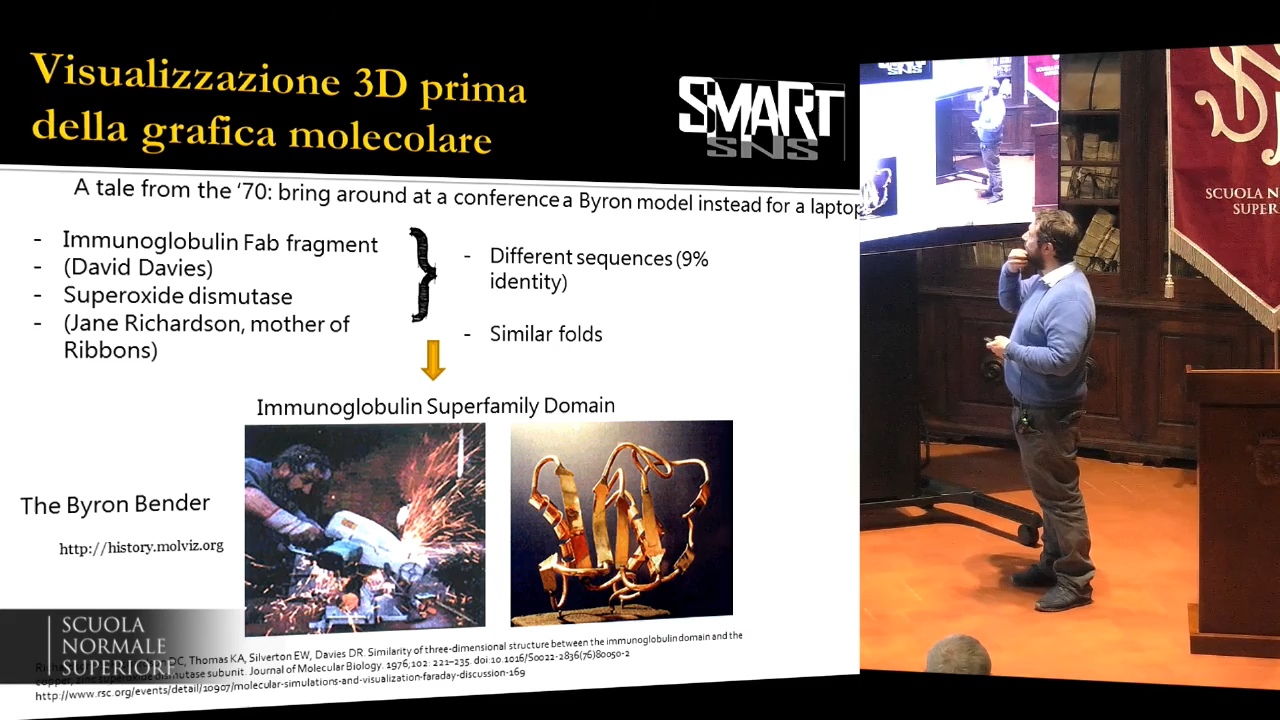 Visualizzazione 3D prima
della grafica molecolare
SMART
SNS
A tale from the '70: bring around at a conference a Byron model instead for a laptop
- Immunoglobulin Fab fragment
- (David Davies)
- Superoxide dismutase
- (Jane Richardson, mother of
Ribbons)
- Different sequences (9%
identity)
- Similar folds
Immunoglobulin Superfamily Domain
The Byron Bender
http://history.molviz.org
SCUOLA
NORMALE
SUPERIORE
DC, Thomas KA, Silverton EW, Davies DR. Similarity of three-dimensional structure between the immunoglobulin domain and the
copper, zinc superoxide dismutase subunit. Journal of Molecular Biology. 1976;102: 221–235. doi:10.1016/S0022-2836(76)80050-2
http://www.rsc.org/events/detail/10907/molecular-simulations-and-visualization-faraday-discussion-169
SNS
SCUOLA N
SUPER